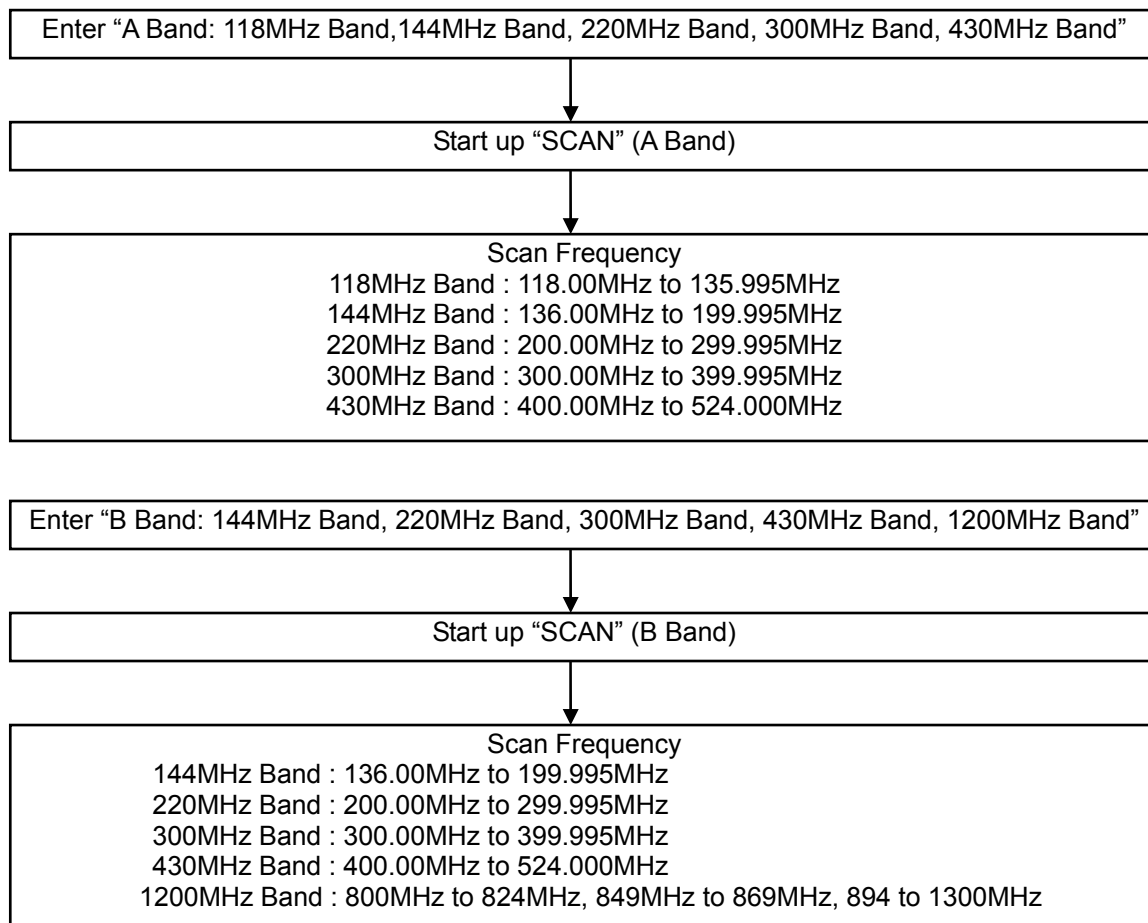 Enter “A Band: 118MHz Band,144MHz Band, 220MHz Band, 300MHz Band, 430MHz Band”
Start up “SCAN” (A Band)
Scan Frequency
118MHz Band : 118.00MHz to 135.995MHz
144MHz Band : 136.00MHz to 199.995MHz
220MHz Band : 200.00MHz to 299.995MHz
300MHz Band : 300.00MHz to 399.995MHz
430MHz Band : 400.00MHz to 524.000MHz
Enter “B Band: 144MHz Band, 220MHz Band, 300MHz Band, 430MHz Band, 1200MHz Band”
Start up “SCAN” (B Band)
Scan Frequency
144MHz Band : 136.00MHz to 199.995MHz
220MHz Band : 200.00MHz to 299.995MHz
300MHz Band : 300.00MHz to 399.995MHz
430MHz Band : 400.00MHz to 524.000MHz
1200MHz Band : 800MHz to 824MHz, 849MHz to 869MHz, 894 to 1300MHz